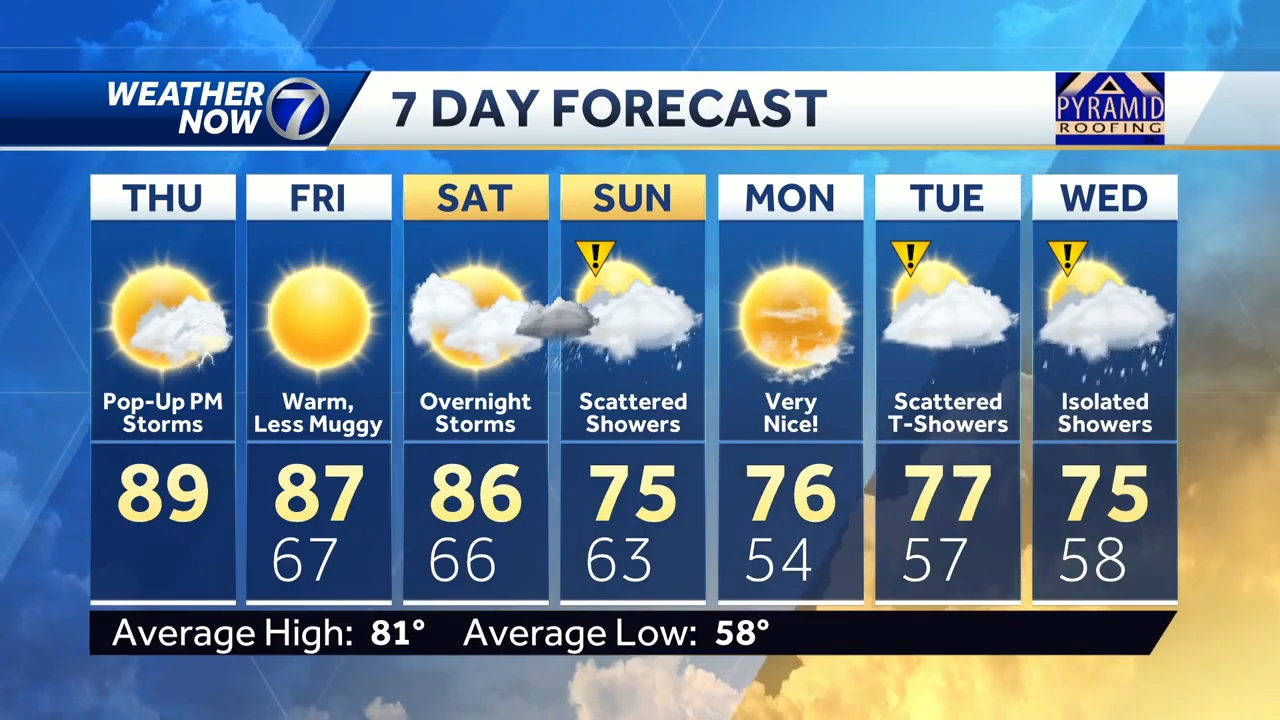 WEATHER
NOW 7
7 DAY FORECAST
PYRAMID
ROOFING
THU FRI SAT SUN MON TUE WED
! ! !
Pop-Up PM Storms
Warm, Less Muggy
Overnight Storms
Scattered Showers
Very Nice!
Scattered T-Showers
Isolated Showers
89 87 86 75 76 77 75
67 66 63 54 57 58
Average High: 81° Average Low: 58°